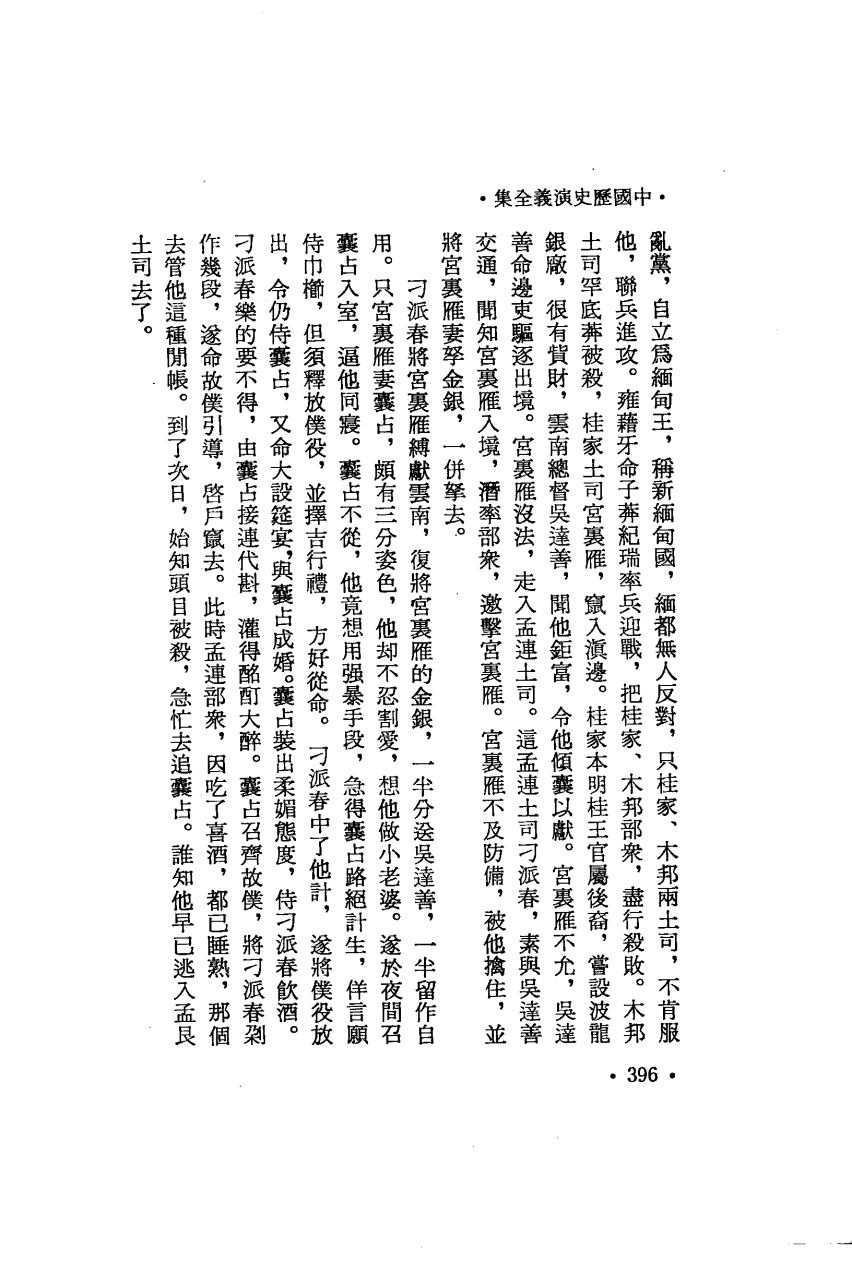 ·中國歷史演義全集·
亂黨，自立爲緬甸王，稱新緬甸國，緬都無人反對，只桂家、木邦兩土司，不肯服
他，聯兵進攻。雍藉牙命子莽紀瑞率兵迎戰，把桂家、木邦部衆，盡行殺敗。木邦
土司罕底莽被殺，桂家土司宮裏雁，竄入滇邊。桂家本明桂王官屬後裔，嘗設波龍
銀廠，很有貲財，雲南總督吳達善，聞他鉅富，令他傾囊以獻。宮裏雁不允，吳達
善命邊吏驅逐出境。宮裏雁沒法，走入孟連土司。這孟連土司刁派春，素與吳達善
交通，聞知宮裏雁入境，潛率部衆，邀擊宮裏雁。宮裏雁不及防備，被他擒住，並
將宮裏雁妻孥金銀，一併拏去。
刁派春將宮裏雁縛獻雲南，復將宮裏雁的金銀，一半分送吳達善，一半留作自
用。只宮裏雁妻囊占，頗有三分姿色，他却不忍割愛，想他做小老婆。遂於夜間召
囊占入室，逼他同寢。囊占不從，他竟想用强暴手段，急得囊占路絕計生，佯言願
侍巾櫛，但須釋放僕役，並擇吉行禮，方好從命。刁派春中了他計，遂將僕役放
出，令仍侍囊占，又命大設筵宴，與囊占成婚。囊占裝出柔媚態度，侍刁派春飲酒。
刁派春樂的要不得，由囊占接連代斟，灌得酩酊大醉。囊占召齊故僕，將刁派春剁
作幾段，遂命故僕引導，啓戶竄去。此時孟連部衆，因吃了喜酒，都已睡熟，那個
去管他這種閒帳。到了次日，始知頭目被殺，急忙去追囊占。誰知他早已逃入孟艮
土司去了。
·396·